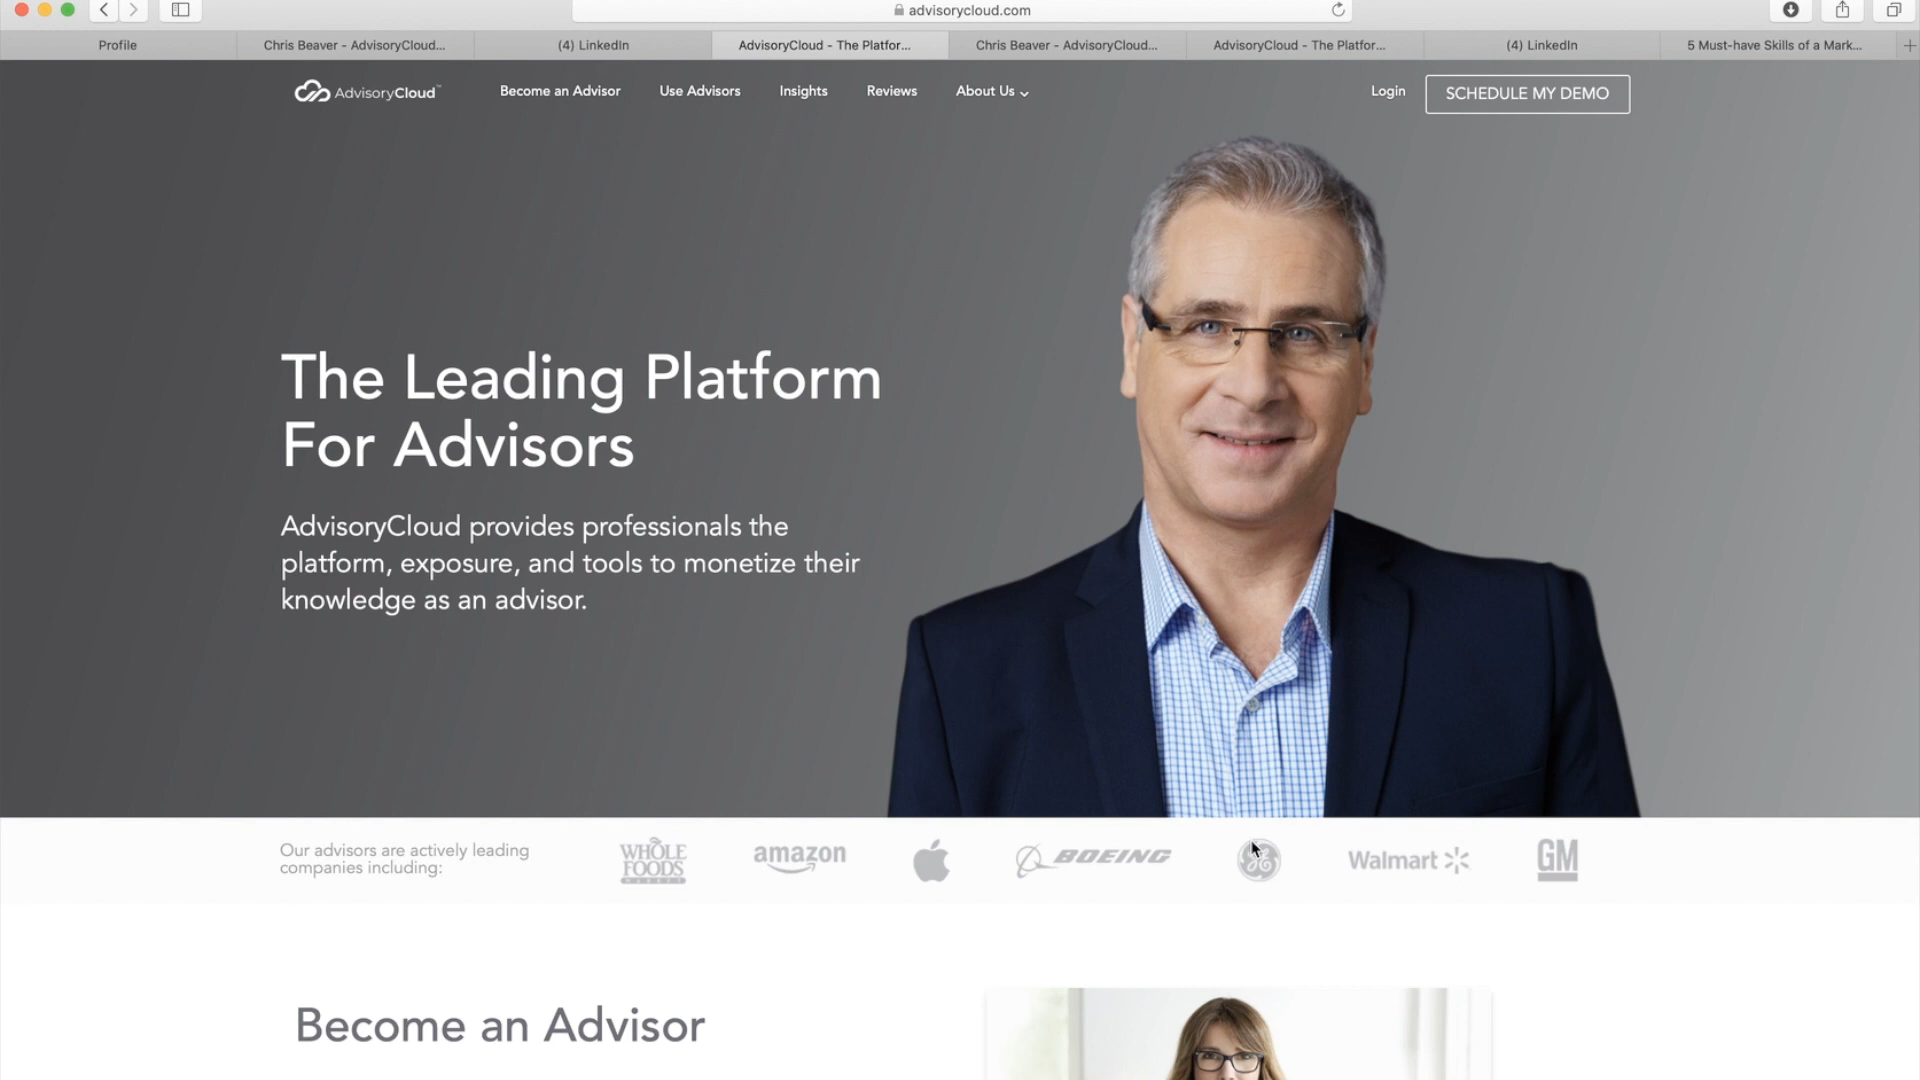 advisorycloud.com
Profile
Chris Beaver - AdvisoryCloud...
(4) LinkedIn
AdvisoryCloud - The Platfor...
Chris Beaver - AdvisoryCloud...
AdvisoryCloud - The Platfor...
(4) LinkedIn
5 Must-have Skills of a Mark...
AdvisoryCloud™
Become an Advisor
Use Advisors
Insights
Reviews
About Us
Login
SCHEDULE MY DEMO
The Leading Platform
For Advisors
AdvisoryCloud provides professionals the
platform, exposure, and tools to monetize their
knowledge as an advisor.
Our advisors are actively leading
companies including:
WHOLE
FOODS
MARKET
amazon
BOEING
GE
Walmart
GM
Become an Advisor